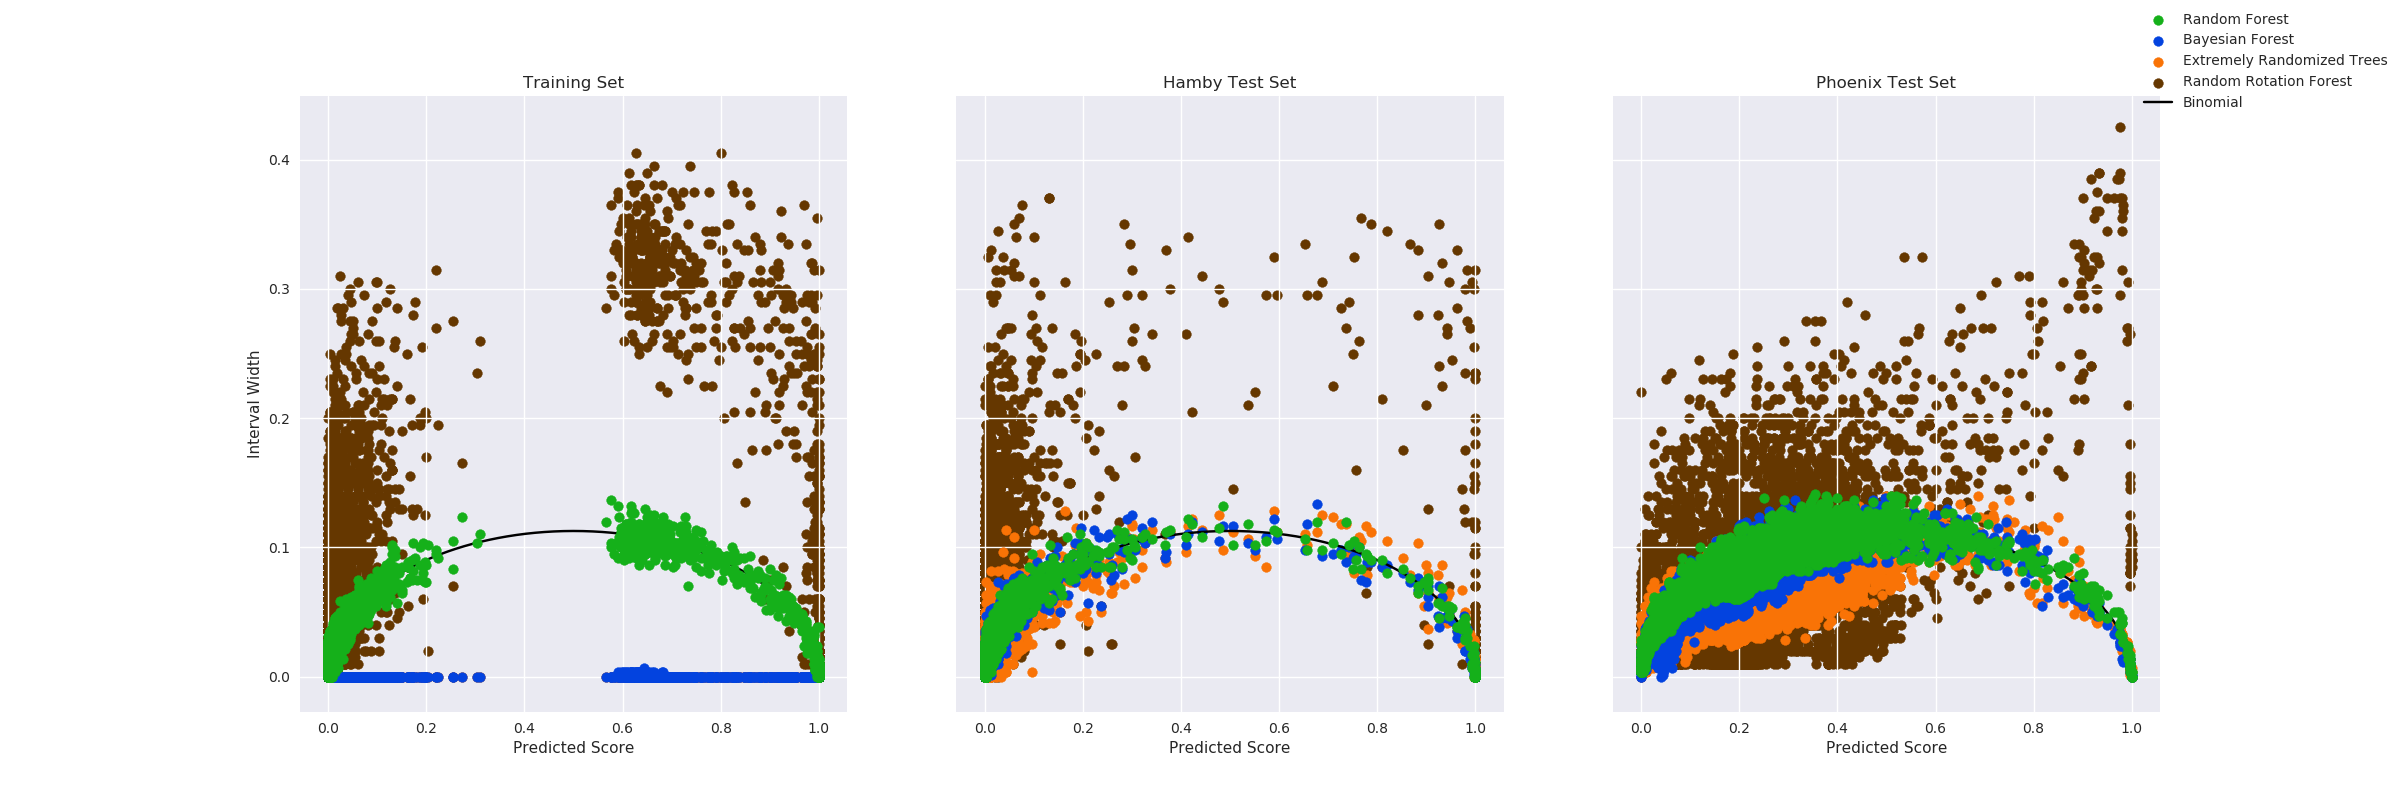 Random Forest
Bayesian Forest
Extremely Randomized Trees
Random Rotation Forest
Binomial
Training Set
Hamby Test Set
Phoenix Test Set
Interval Width
0.4
0.3
0.2
0.1
0.0
0.0 0.2 0.4 0.6 0.8 1.0
0.0 0.2 0.4 0.6 0.8 1.0
0.0 0.2 0.4 0.6 0.8 1.0
Predicted Score
Predicted Score
Predicted Score